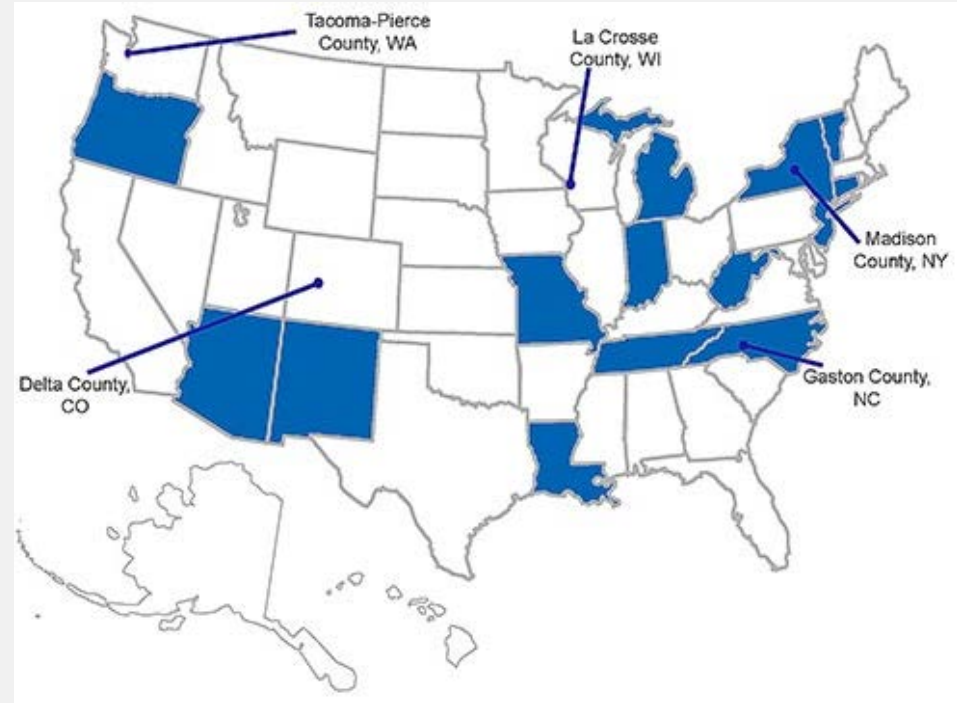 Tacoma-Pierce
County, WA
La Crosse
County, WI
Madison
County, NY
Delta County,
CO
Gaston County,
NC